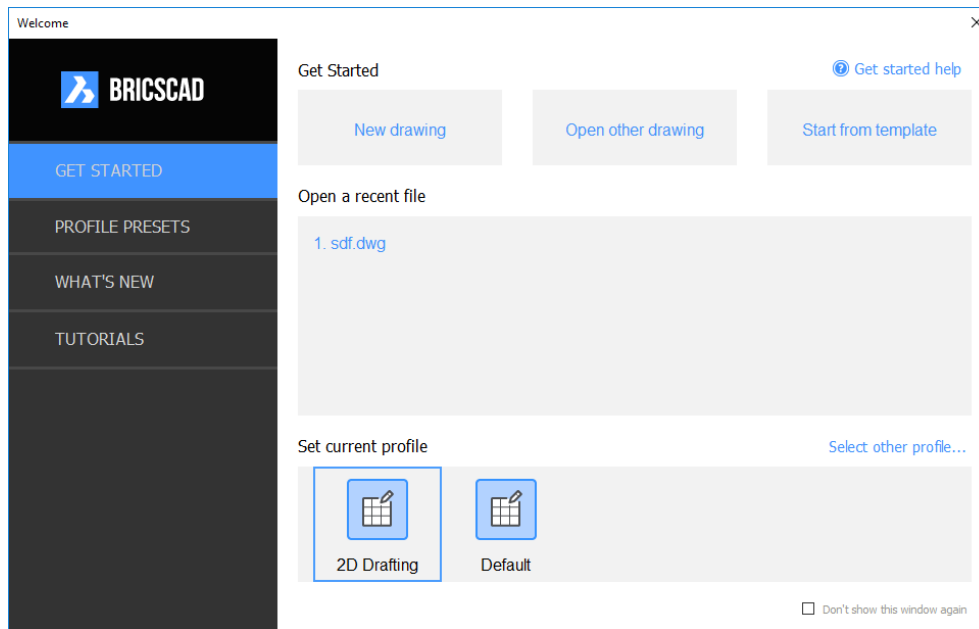 Welcome
BRICSCAD
GET STARTED
PROFILE PRESETS
WHAT'S NEW
TUTORIALS
Get Started
Get started help
New drawing
Open other drawing
Start from template
Open a recent file
1. sdf.dwg
Set current profile
Select other profile...
2D Drafting
Default
Don't show this window again